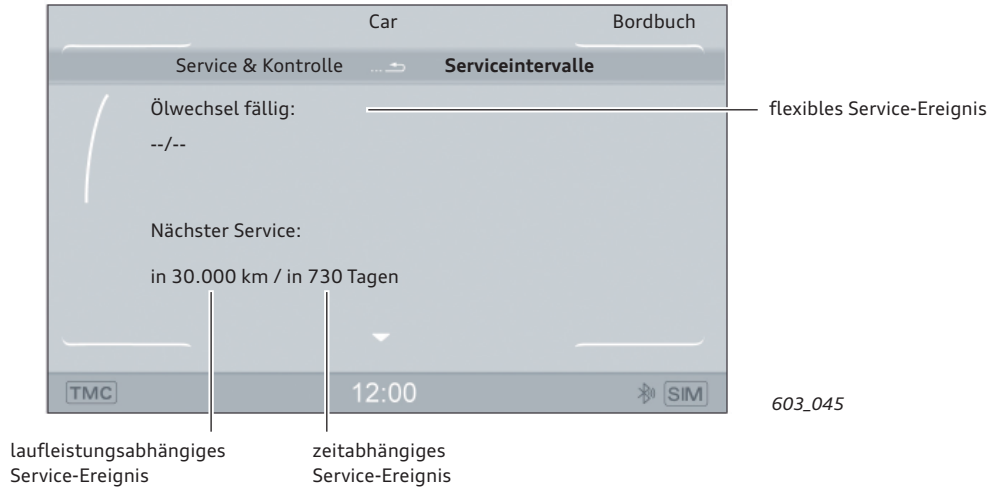 Car Bordbuch
Service & Kontrolle ... Serviceintervalle
Ölwechsel fällig:
flexibles Service-Ereignis
--/--
Nächster Service:
in 30.000 km / in 730 Tagen
TMC 12:00 SIM
603_045
laufleistungsabhängiges
Service-Ereignis
zeitabhängiges
Service-Ereignis